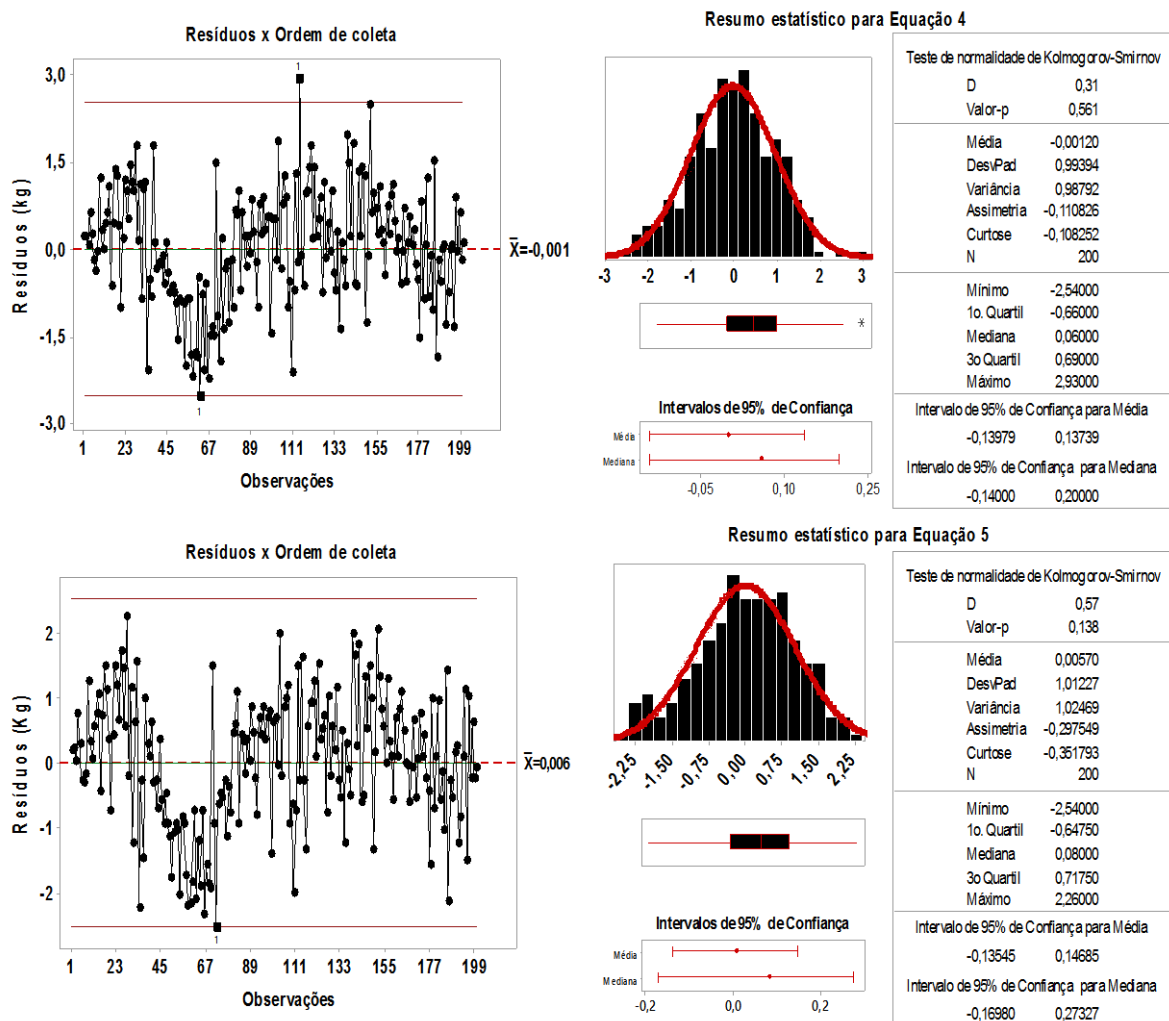 Resíduos x Ordem de coleta
Resíduos (kg)
3,0
1,5
0,0
-1,5
-3,0
1
1
X̄=-0,001
1 23 45 67 89 111 133 155 177 199
Observações
Resumo estatístico para Equação 4
-3 -2 -1 0 1 2 3
*
Intervalos de 95% de Confiança
Média
Mediana
-0,05 0,10 0,25
Teste de normalidade de Kolmogorov-Smirnov
D 0,31
Valor-p 0,561
Média -0,00120
DesvPad 0,99394
Variância 0,98792
Assimetria -0,110826
Curtose -0,108252
N 200
Mínimo -2,54000
1o. Quartil -0,66000
Mediana 0,06000
3o Quartil 0,69000
Máximo 2,93000
Intervalo de 95% de Confiança para Média
-0,13979 0,13739
Intervalo de 95% de Confiança para Mediana
-0,14000 0,20000
Resíduos x Ordem de coleta
Resíduos (Kg)
2
1
0
-1
-2
1
X̄=0,006
1 23 45 67 89 111 133 155 177 199
Observações
Resumo estatístico para Equação 5
-2,25 -1,50 -0,75 0,00 0,75 1,50 2,25
Intervalos de 95% de Confiança
Média
Mediana
-0,2 0,0 0,2
Teste de normalidade de Kolmogorov-Smirnov
D 0,57
Valor-p 0,138
Média 0,00570
DesvPad 1,01227
Variância 1,02469
Assimetria -0,297549
Curtose -0,351793
N 200
Mínimo -2,54000
1o. Quartil -0,64750
Mediana 0,08000
3o Quartil 0,71750
Máximo 2,26000
Intervalo de 95% de Confiança para Média
-0,13545 0,14685
Intervalo de 95% de Confiança para Mediana
-0,16980 0,27327